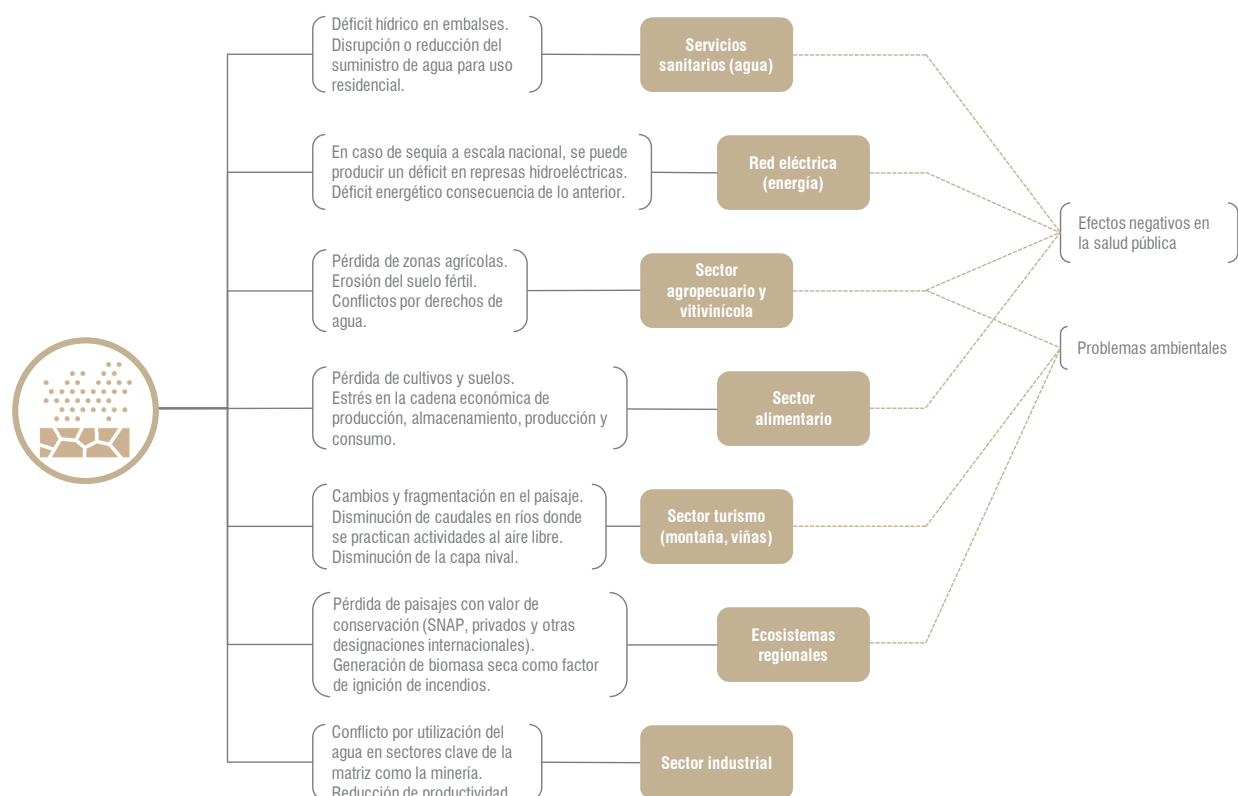 Déficit hídrico en embalses.
Disrupción o reducción del
suministro de agua para uso
residencial.
Servicios
sanitarios (agua)
En caso de sequía a escala nacional, se puede
producir un déficit en represas hidroeléctricas.
Déficit energético consecuencia de lo anterior.
Red eléctrica
(energía)
Efectos negativos en
la salud pública
Pérdida de zonas agrícolas.
Erosión del suelo fértil.
Conflictos por derechos de
agua.
Sector
agropecuario y
vitivinícola
Problemas ambientales
Pérdida de cultivos y suelos.
Estrés en la cadena económica de
producción, almacenamiento, producción y
consumo.
Sector
alimentario
Cambios y fragmentación en el paisaje.
Disminución de caudales en ríos donde
se practican actividades al aire libre.
Disminución de la capa nival.
Sector turismo
(montaña, viñas)
Pérdida de paisajes con valor de
conservación (SNAP, privados y otras
designaciones internacionales).
Generación de biomasa seca como factor
de ignición de incendios.
Ecosistemas
regionales
Conflicto por utilización del
agua en sectores clave de la
matriz como la minería.
Reducción de productividad
Sector industrial